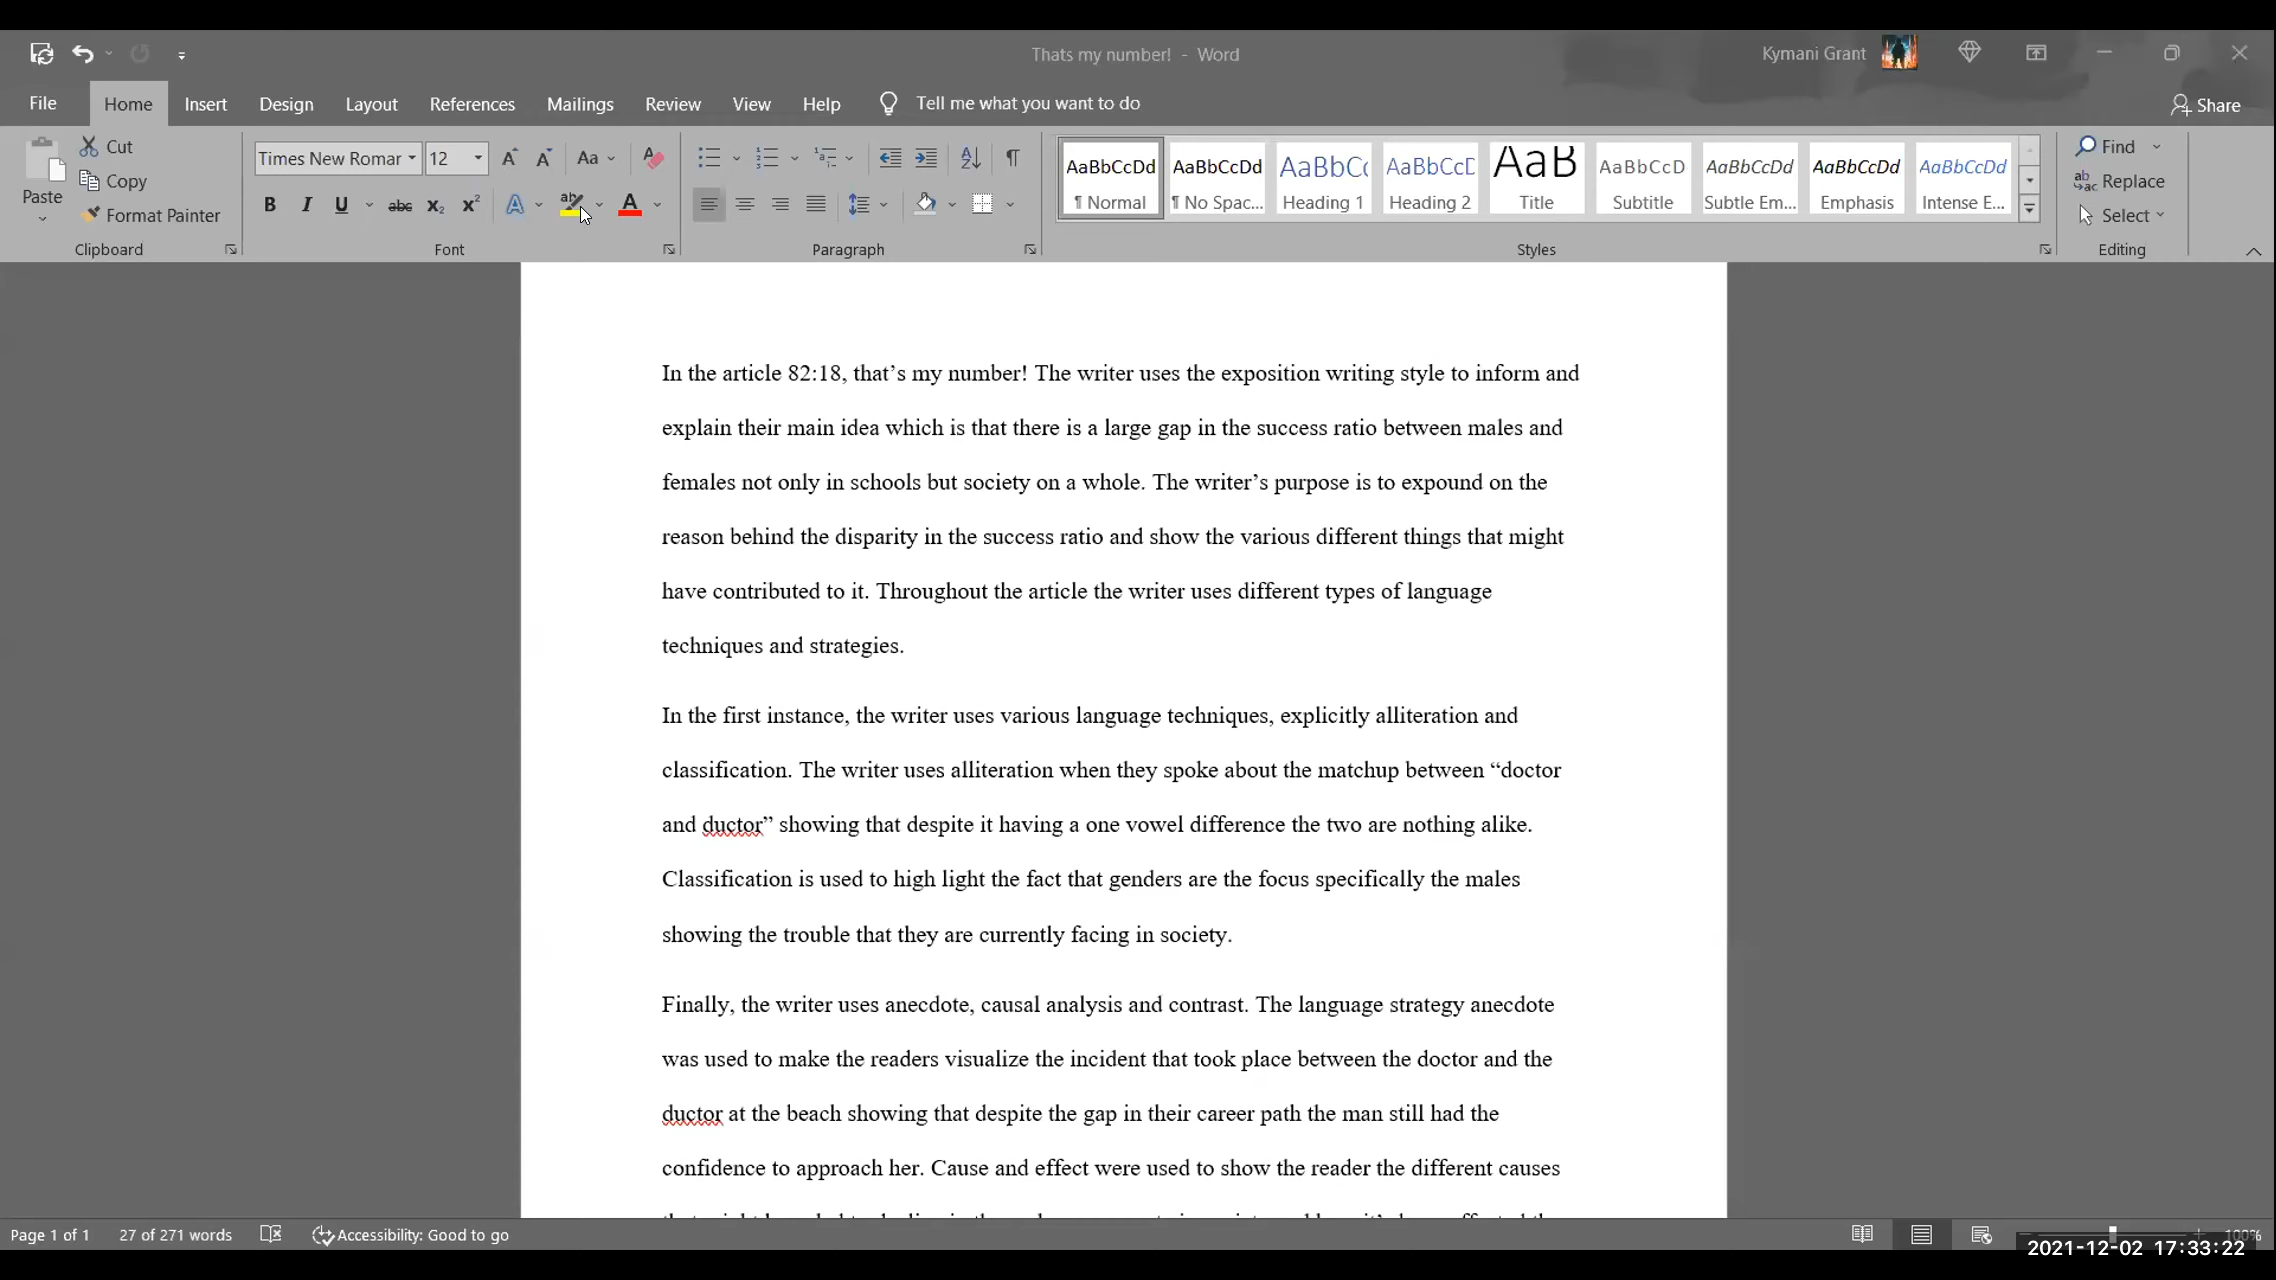 Thats my number! - Word
Kymani Grant
File Home Insert Design Layout References Mailings Review View Help Tell me what you want to do
Share
Paste
Cut
Copy
Format Painter
Clipboard
Times New Romar 12
Aa
B I U abc x₂ x² A ab A
Font
Paragraph
AaBbCcDd AaBbCcDd AaBbCc AaBbCcD AaB AaBbCcD AaBbCcDd AaBbCcDd AaBbCcDd
¶ Normal ¶ No Spac... Heading 1 Heading 2 Title Subtitle Subtle Em... Emphasis Intense E...
Styles
Find
Replace
Select
Editing
In the article 82:18, that’s my number! The writer uses the exposition writing style to inform and
explain their main idea which is that there is a large gap in the success ratio between males and
females not only in schools but society on a whole. The writer’s purpose is to expound on the
reason behind the disparity in the success ratio and show the various different things that might
have contributed to it. Throughout the article the writer uses different types of language
techniques and strategies.
In the first instance, the writer uses various language techniques, explicitly alliteration and
classification. The writer uses alliteration when they spoke about the matchup between “doctor
and ductor” showing that despite it having a one vowel difference the two are nothing alike.
Classification is used to high light the fact that genders are the focus specifically the males
showing the trouble that they are currently facing in society.
Finally, the writer uses anecdote, causal analysis and contrast. The language strategy anecdote
was used to make the readers visualize the incident that took place between the doctor and the
ductor at the beach showing that despite the gap in their career path the man still had the
confidence to approach her. Cause and effect were used to show the reader the different causes
Page 1 of 1 27 of 271 words Accessibility: Good to go 100%
2021-12-02 17:33:22